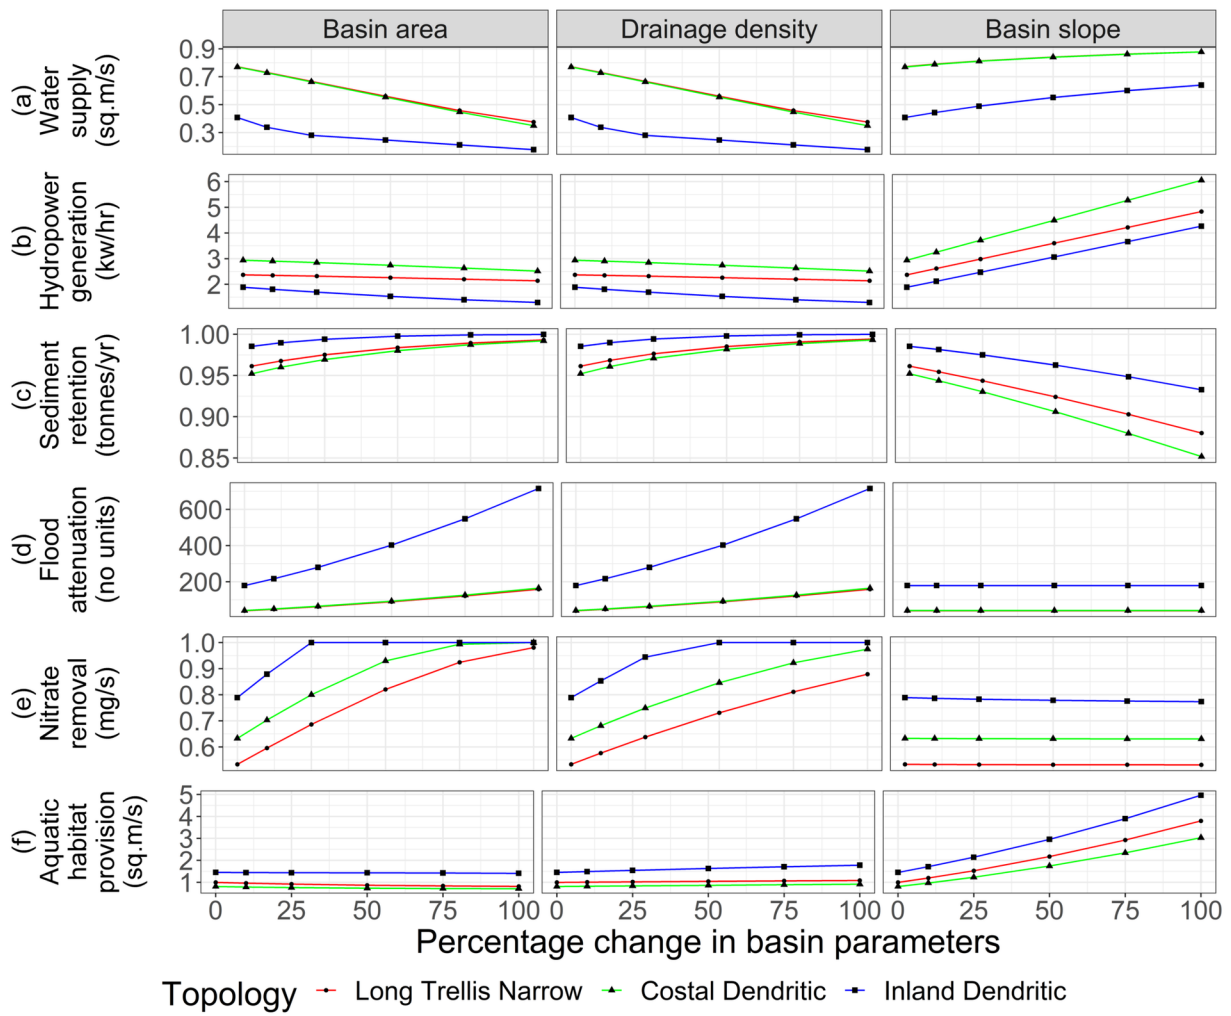 Basin area Drainage density Basin slope
(a)
Water
supply
(sq.m/s)
0.9
0.7
0.5
0.3
(b)
Hydropower
generation
(kw/hr)
6
5
4
3
2
(c)
Sediment
retention
(tonnes/yr)
1.00
0.95
0.90
0.85
(d)
Flood
attenuation
(no units)
600
400
200
(e)
Nitrate
removal
(mg/s)
1.0
0.9
0.8
0.7
0.6
(f)
Aquatic
habitat
provision
(sq.m/s)
5
4
3
2
1
0 25 50 75 100 0 25 50 75 100 0 25 50 75 100
Percentage change in basin parameters
Topology Long Trellis Narrow Costal Dendritic Inland Dendritic